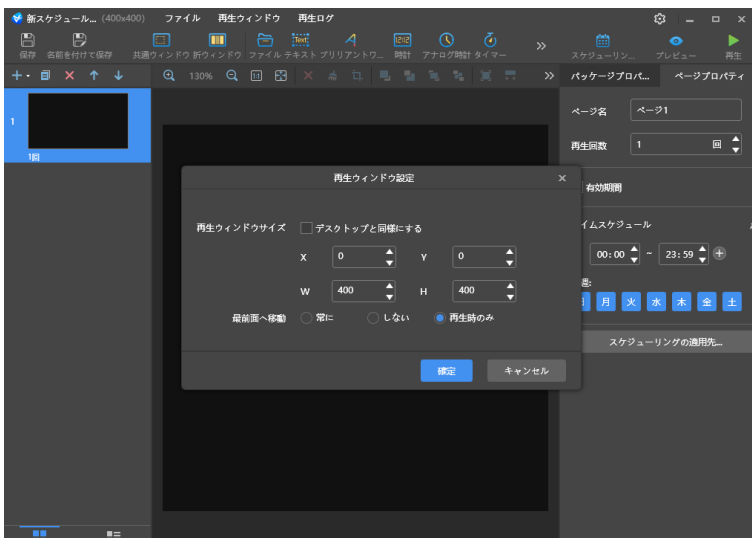 新スケジュール... (400x400) ファイル 再生ウィンドウ 再生ログ
保存 名前を付けて保存 共通ウィンドウ 折ウィンドウ ファイル テキスト ブリリアントワ... 時計 アナログ時計 タイマー スケジューリン... プレビュー 再生
130% 1:1 パッケージプロパ... ページプロパティ
1
1回
ページ名 ページ1
再生回数 1 回
有効期間
イムスケジュール
00:00 ~ 23:59
週:
月 火 水 木 金 土
スケジューリングの適用先...
再生ウィンドウ設定
再生ウィンドウサイズ デスクトップと同様にする
X 0 Y 0
W 400 H 400
最前面へ移動 常に しない 再生時のみ
確定 キャンセル